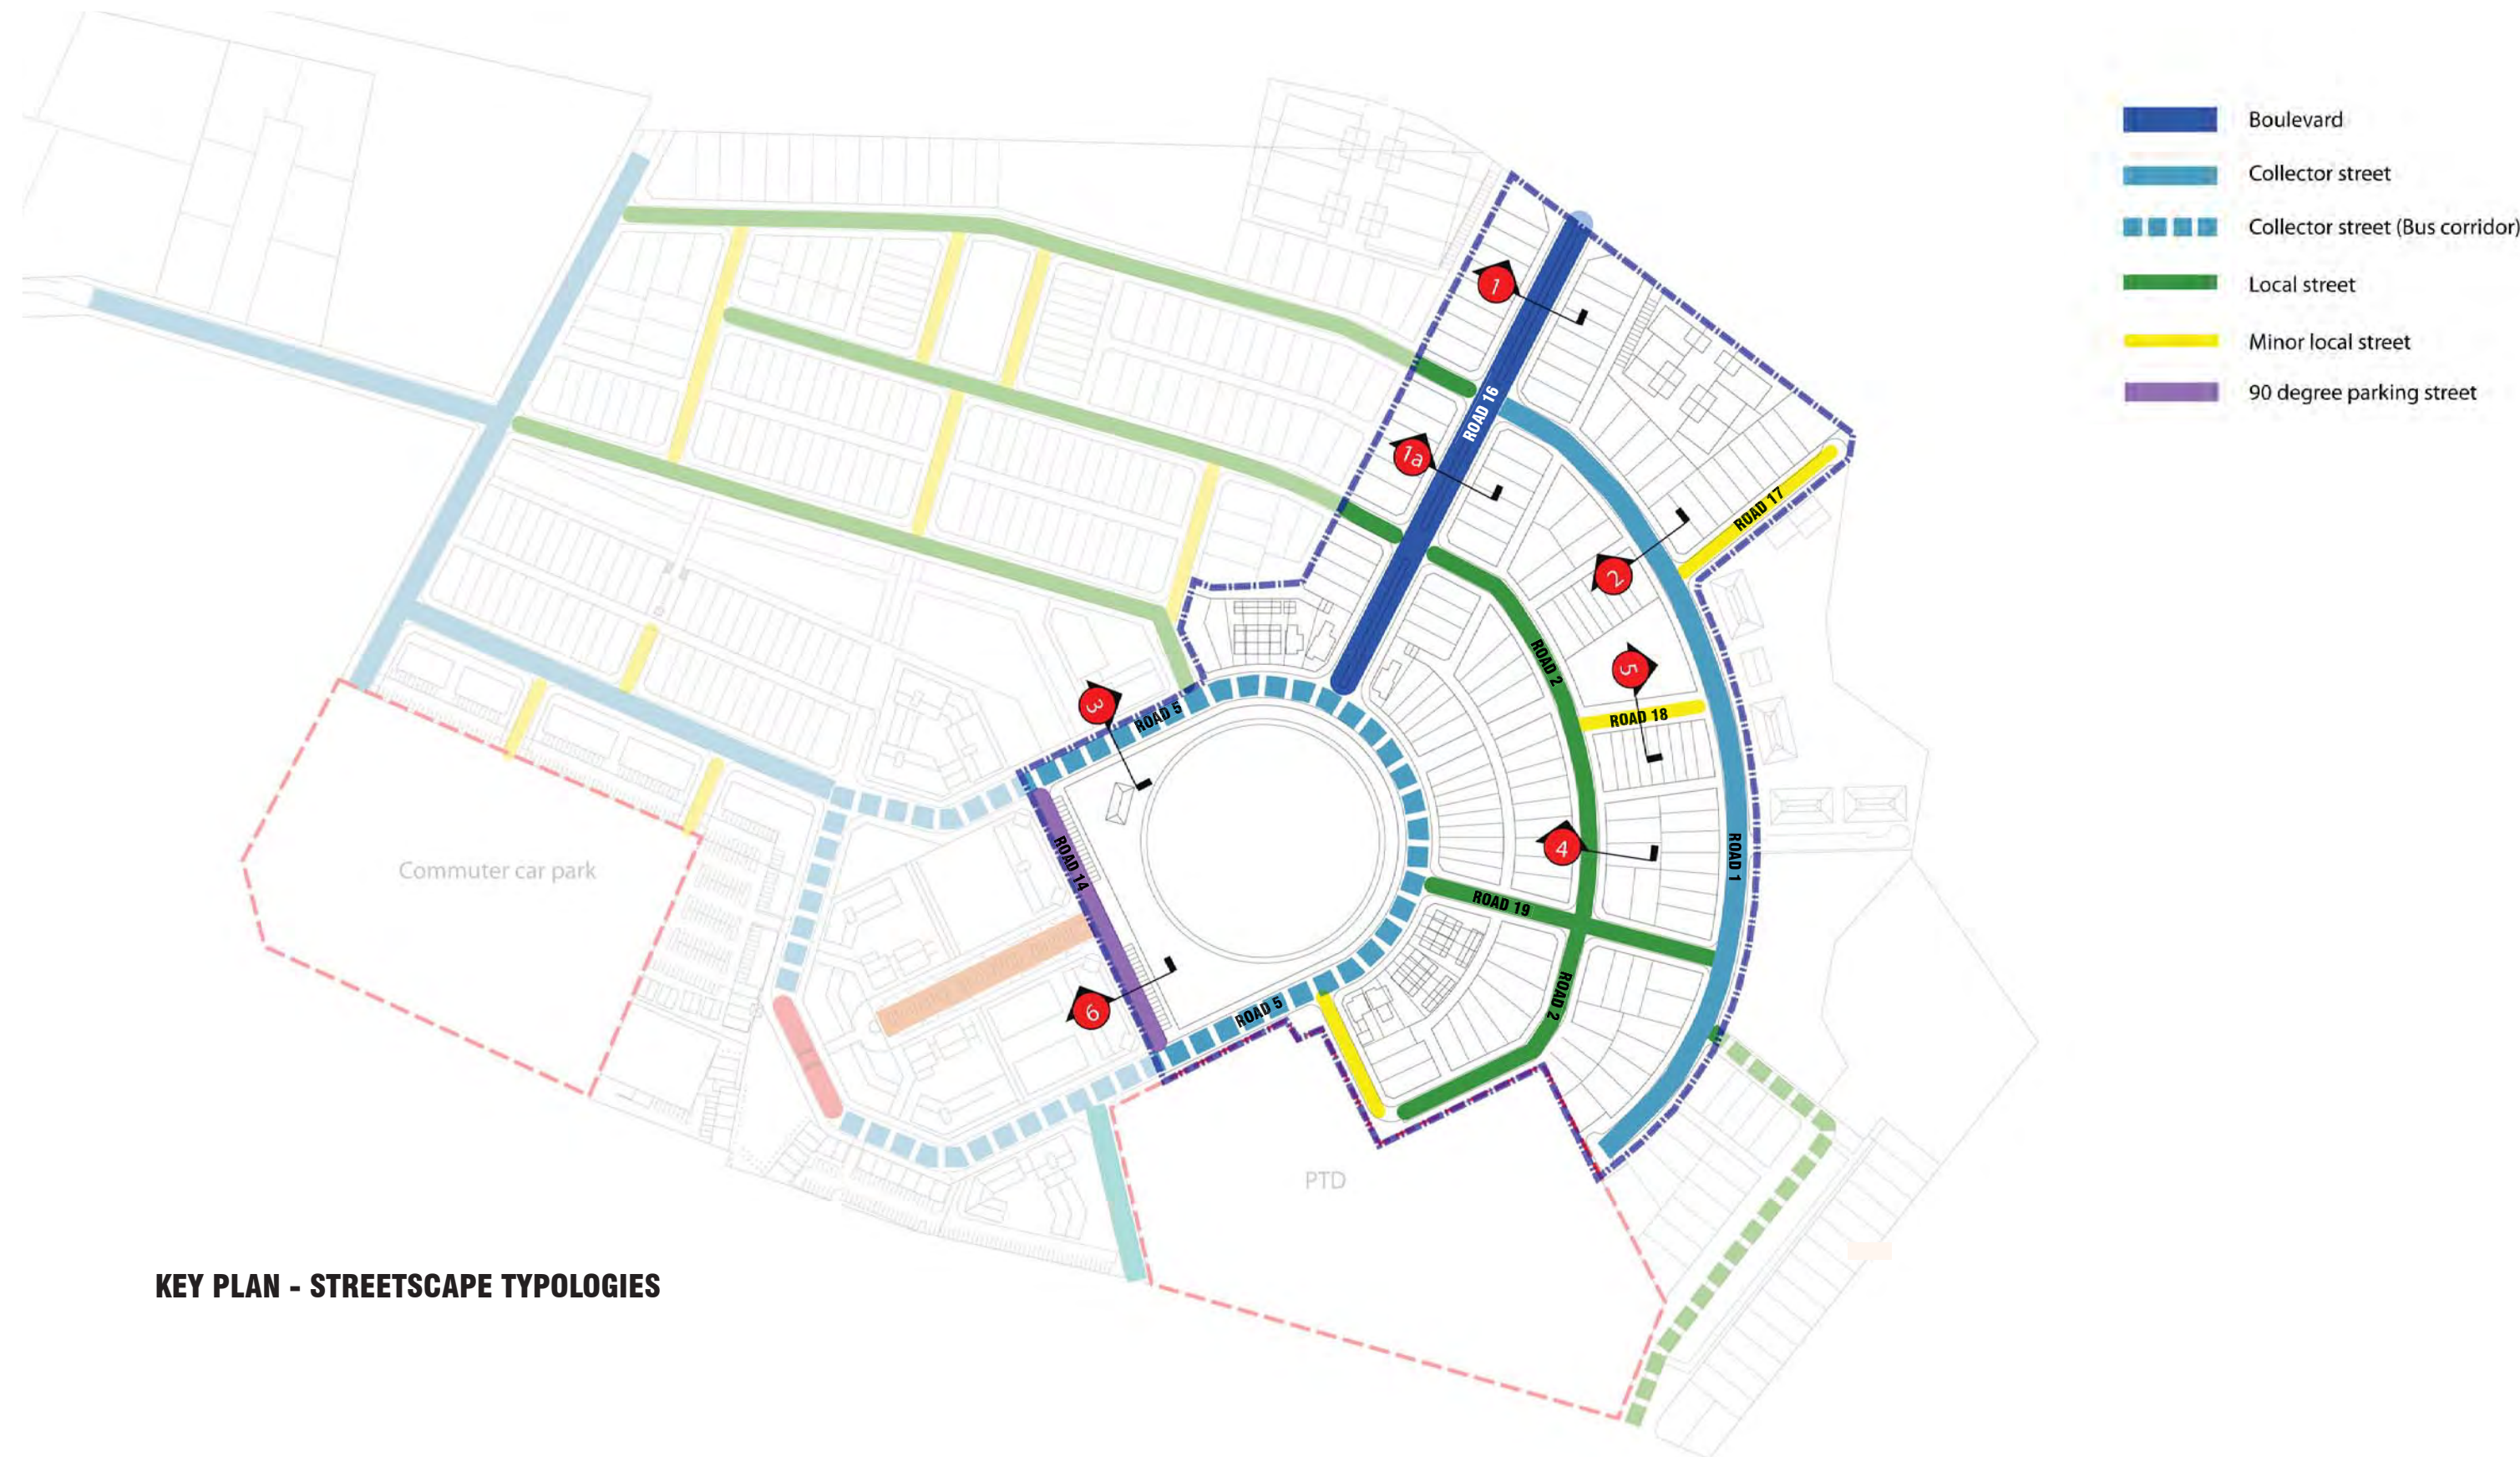 Boulevard
Collector street
Collector street (Bus corridor)
Local street
Minor local street
90 degree parking street
1
ROAD 16
1a
ROAD 17
2
ROAD 2
5
3
ROAD 5
ROAD 18
4
ROAD 1
ROAD 14
Commuter car park
ROAD 19
6
ROAD 5
ROAD 2
PTD
KEY PLAN - STREETSCAPE TYPOLOGIES